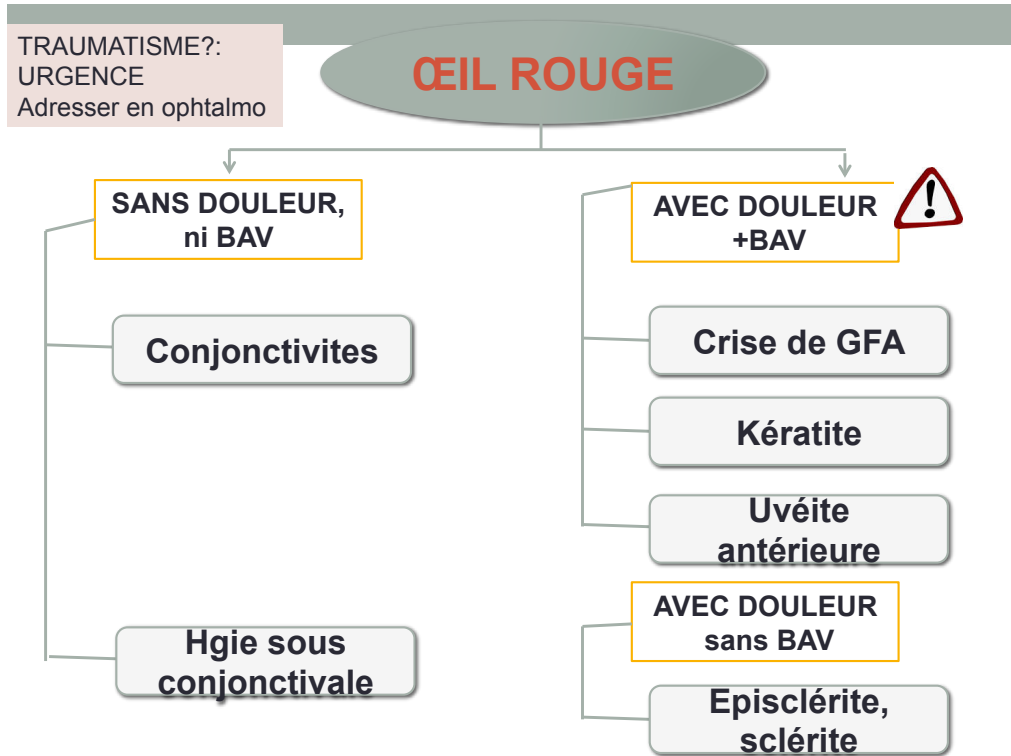 TRAUMATISME?:
URGENCE
Adresser en ophtalmo
ŒIL ROUGE
SANS DOULEUR,
ni BAV
Conjonctivites
Hgie sous
conjonctivale
AVEC DOULEUR
+BAV
!
Crise de GFA
Kératite
Uvéite
antérieure
AVEC DOULEUR
sans BAV
Episclérite,
sclérite